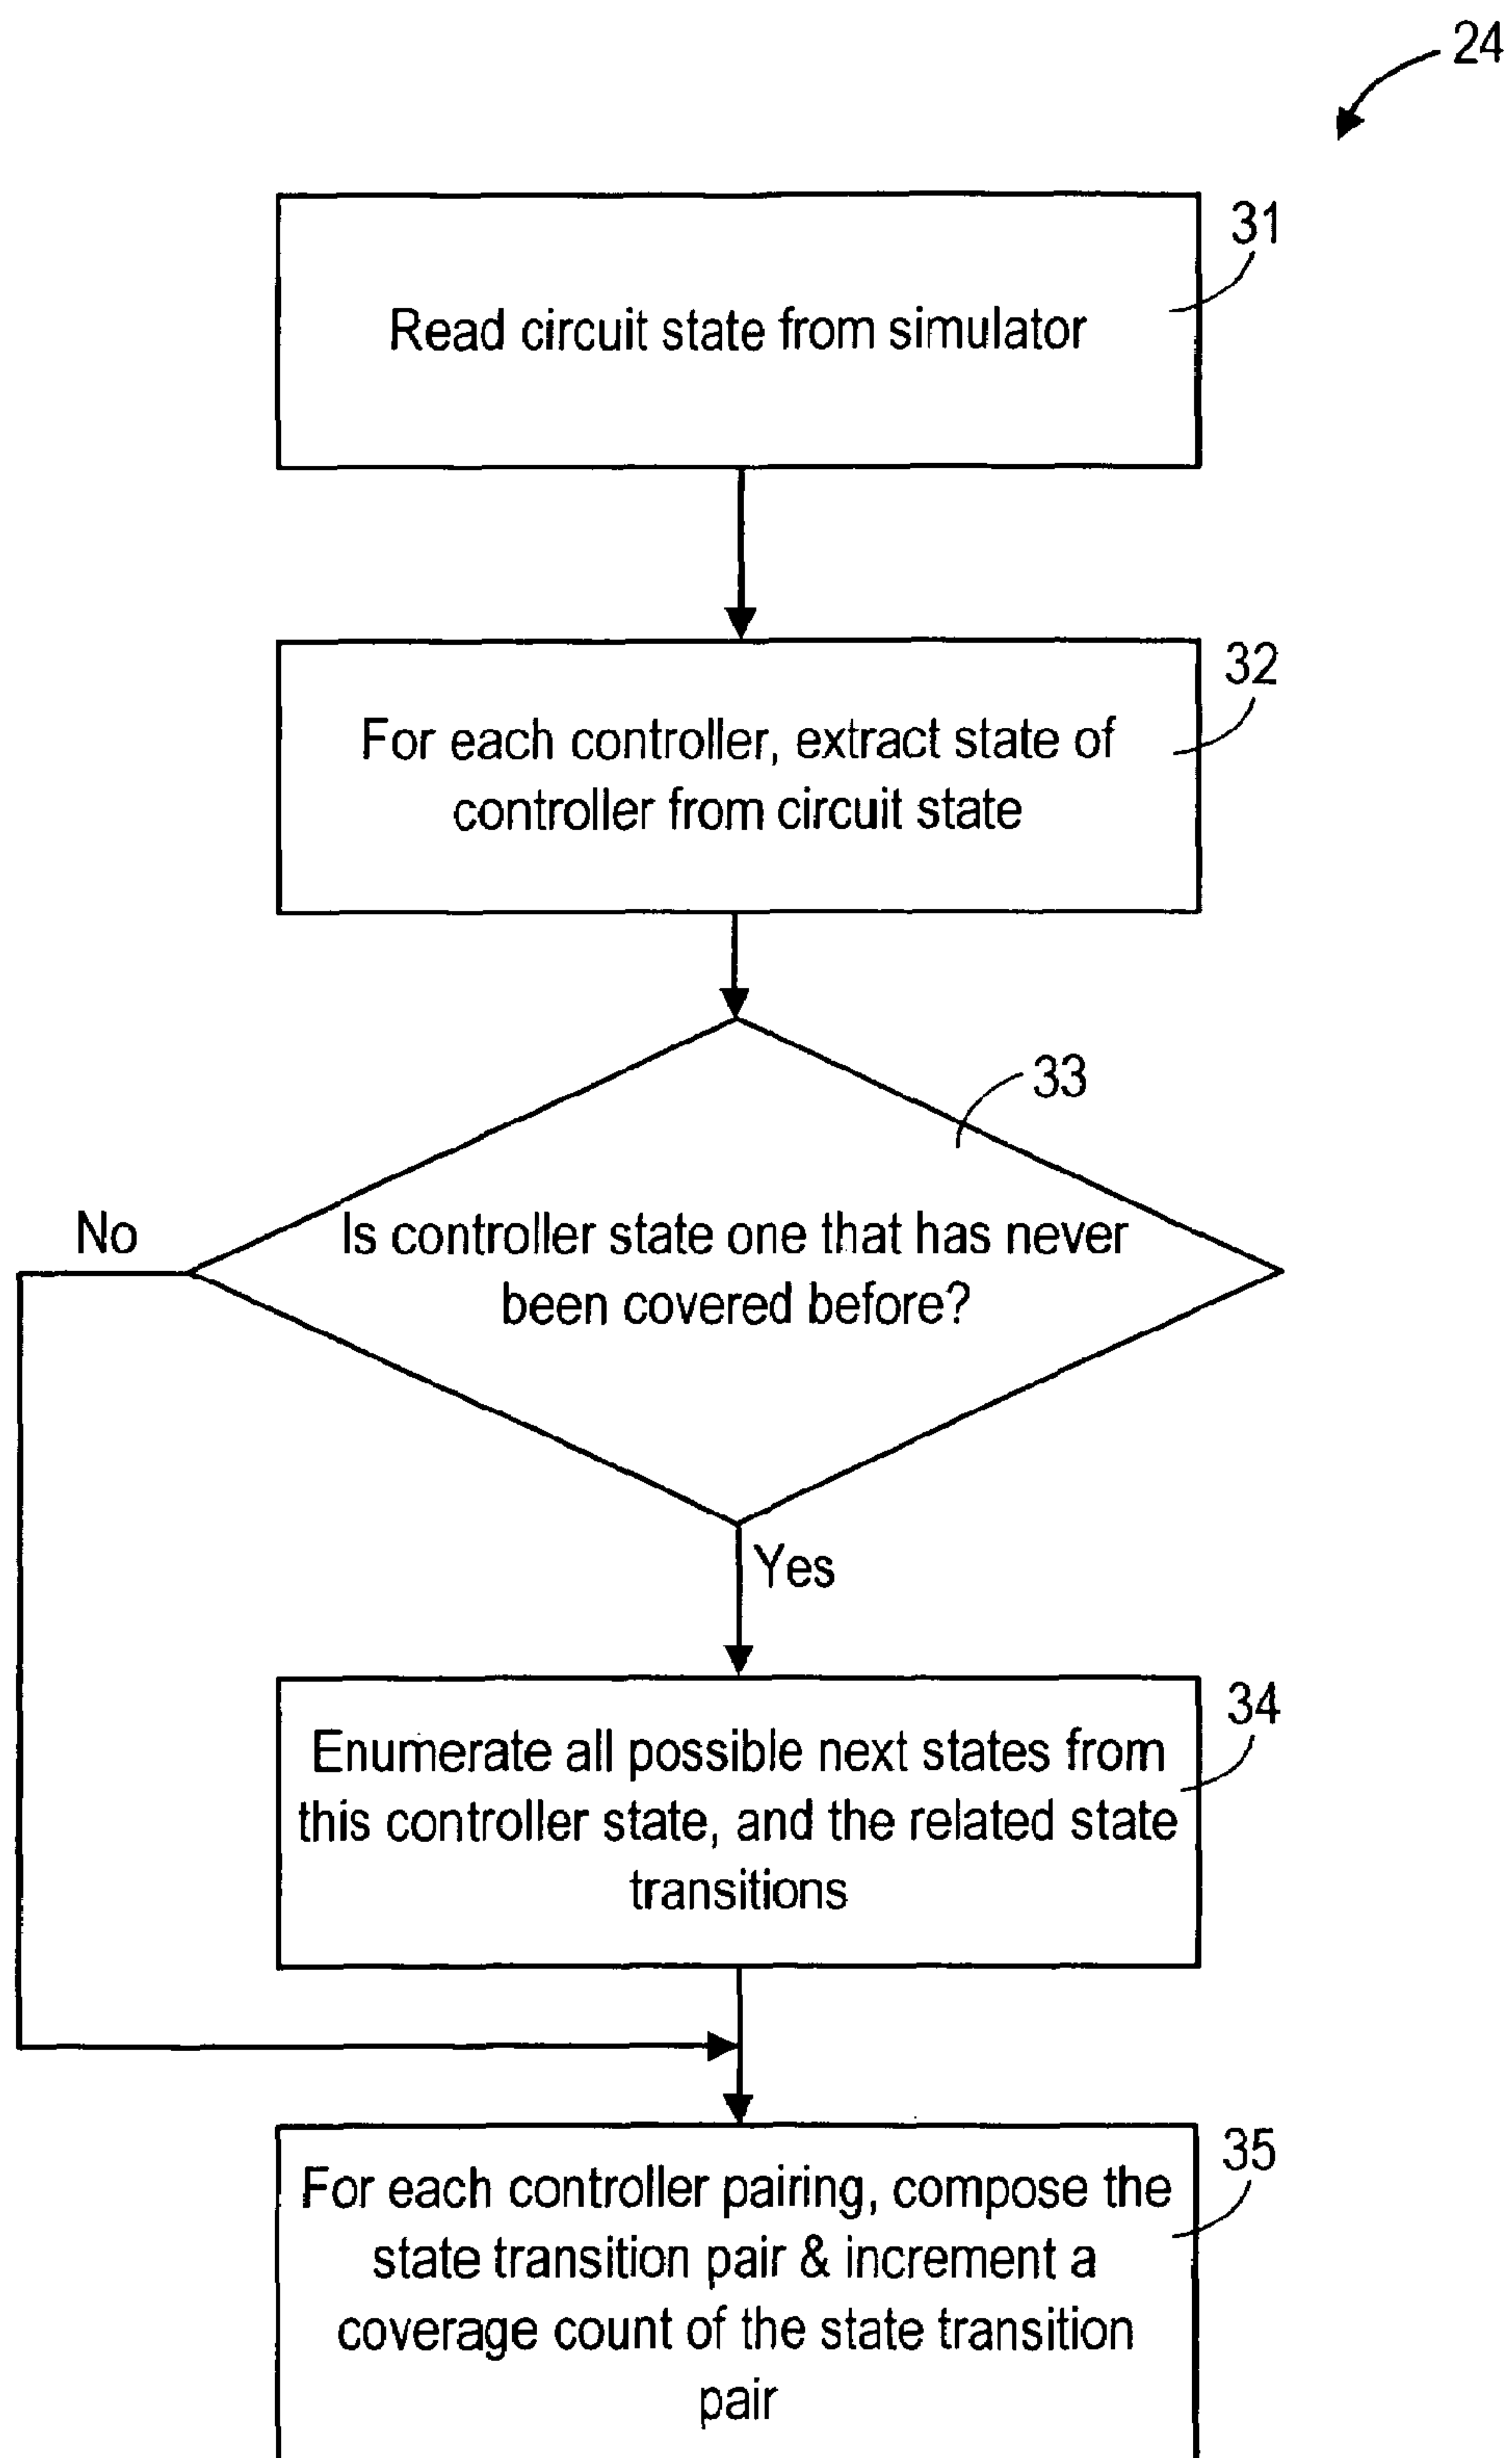 24
31
Read circuit state from simulator
32
For each controller, extract state of
controller from circuit state
33
No
Is controller state one that has never
been covered before?
Yes
34
Enumerate all possible next states from
this controller state, and the related state
transitions
35
For each controller pairing, compose the
state transition pair & increment a
coverage count of the state transition
pair